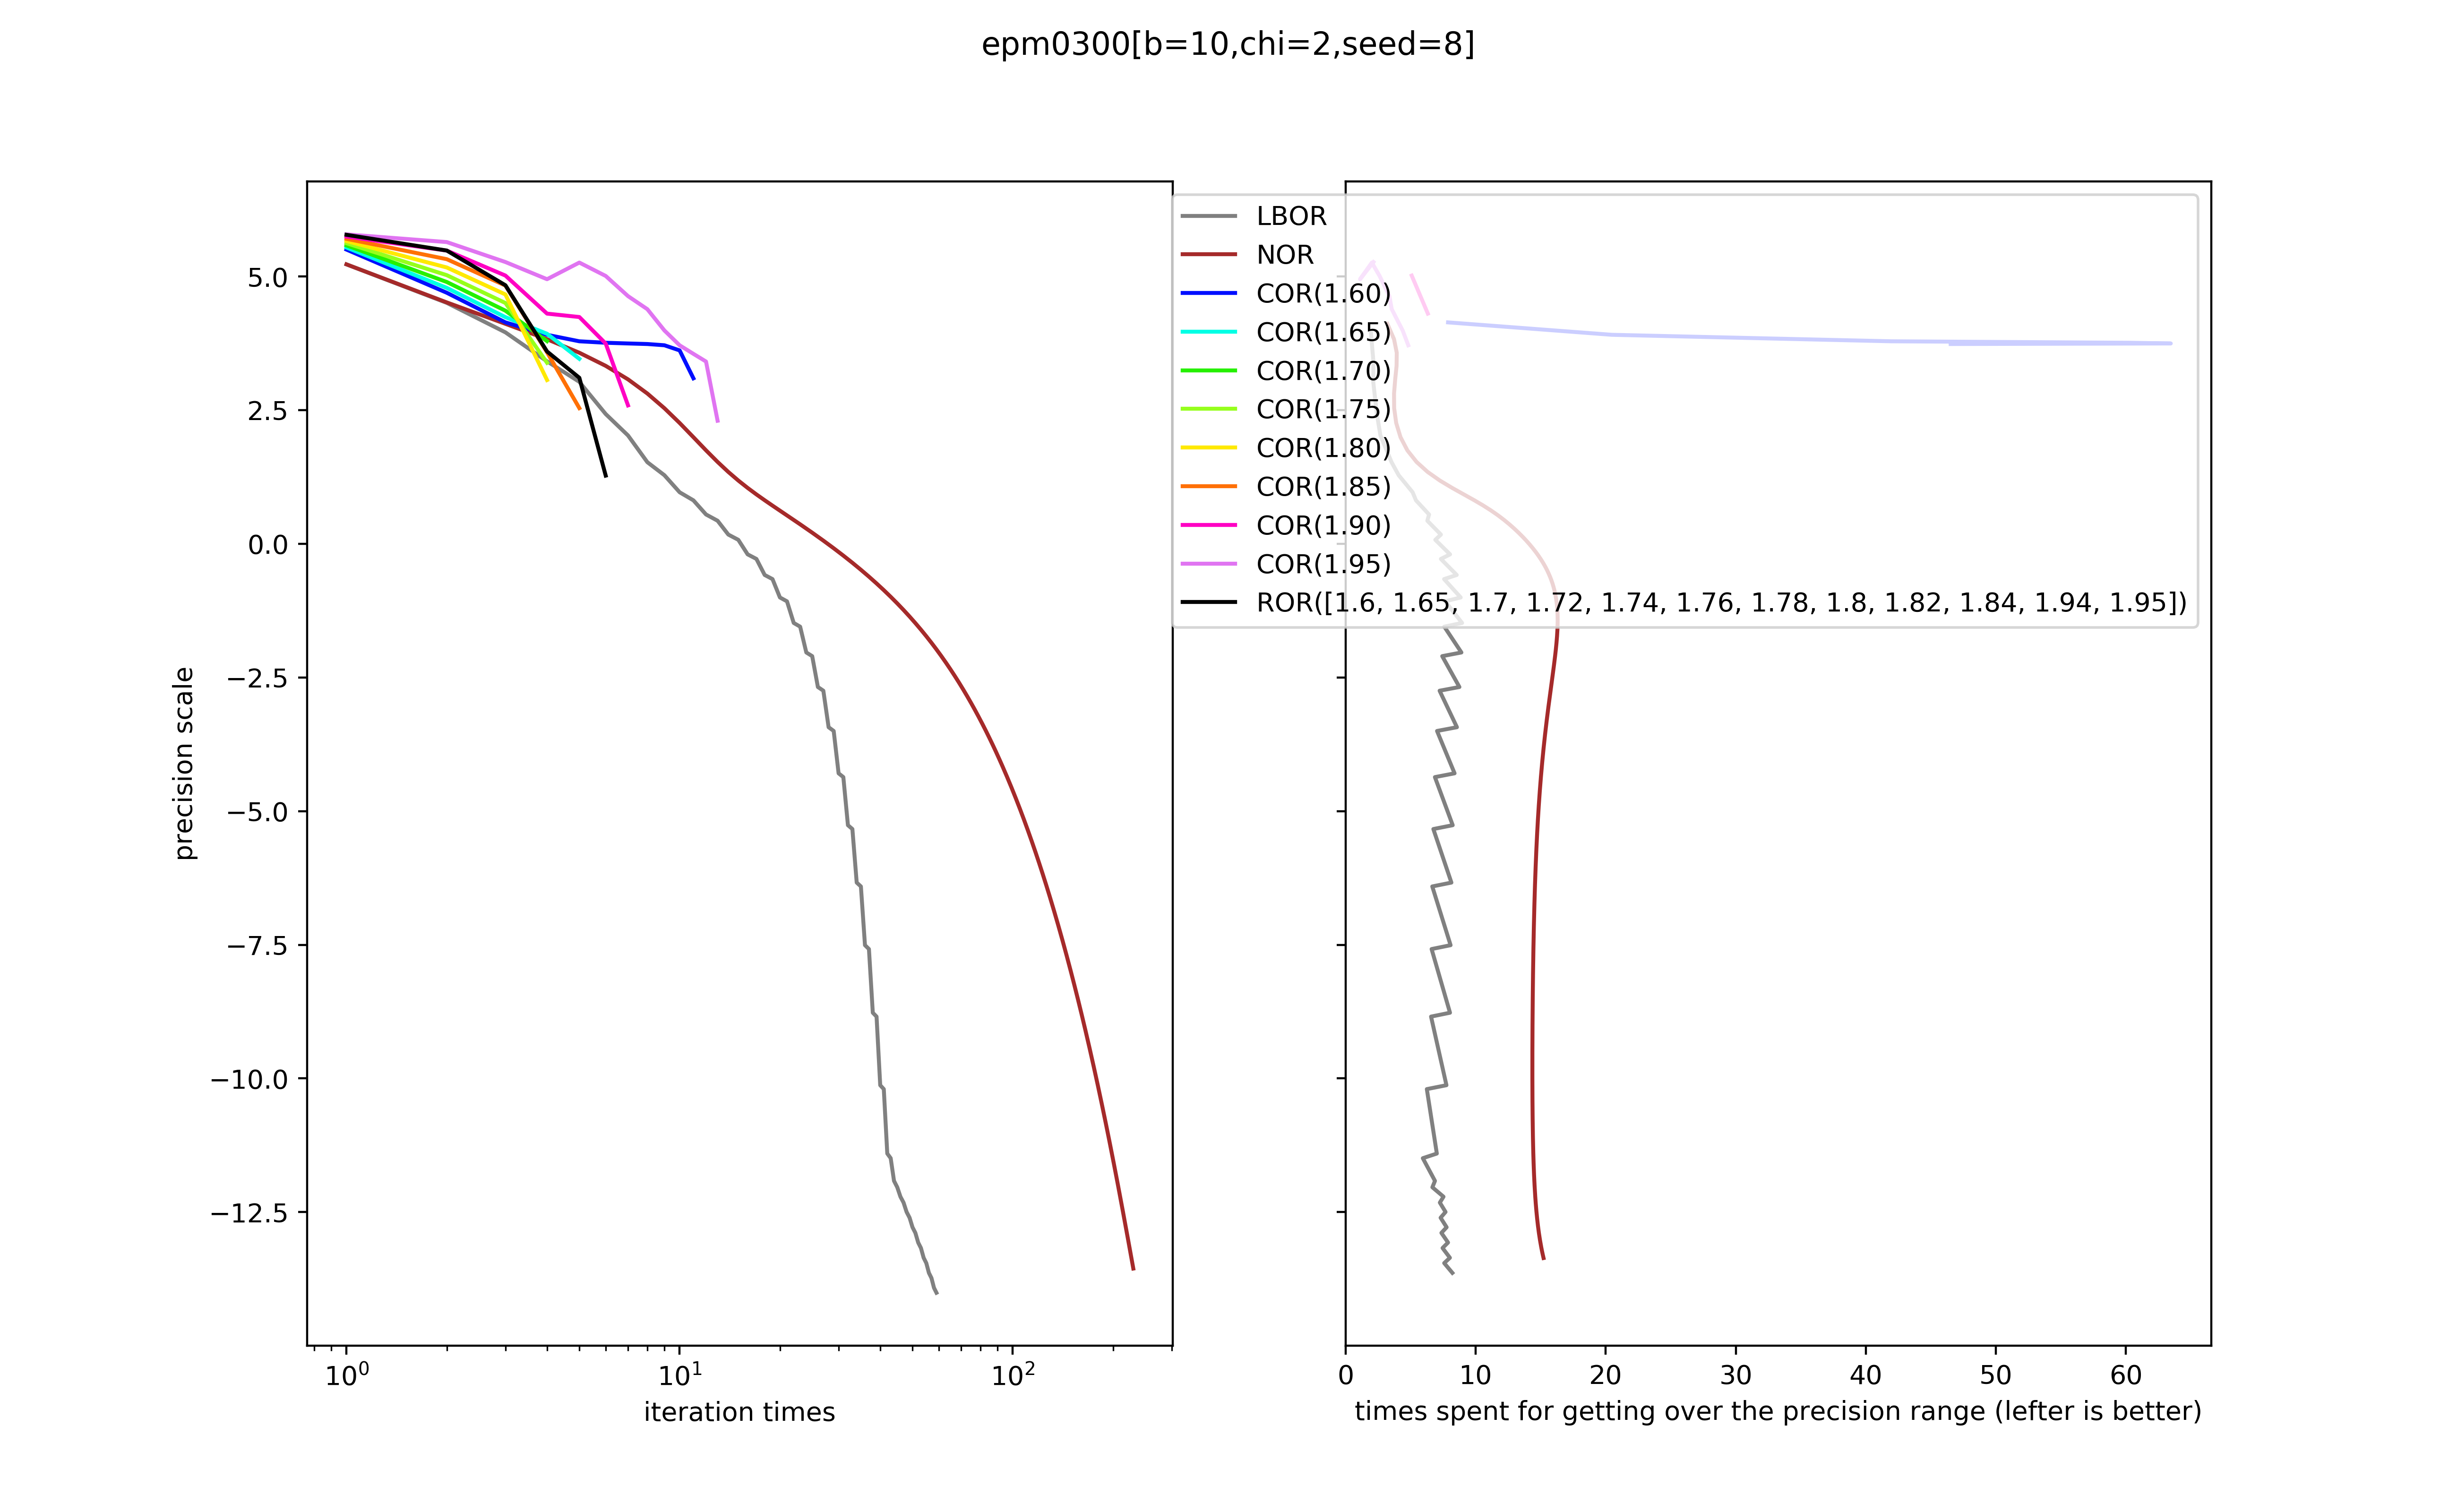 epm0300[b=10,chi=2,seed=8]
precision scale
5.0
2.5
0.0
−2.5
−5.0
−7.5
−10.0
−12.5
10⁰ 10¹ 10²
iteration times
LBOR
NOR
COR(1.60)
COR(1.65)
COR(1.70)
COR(1.75)
COR(1.80)
COR(1.85)
COR(1.90)
COR(1.95)
ROR([1.6, 1.65, 1.7, 1.72, 1.74, 1.76, 1.78, 1.8, 1.82, 1.84, 1.94, 1.95])
0 10 20 30 40 50 60
times spent for getting over the precision range (lefter is better)